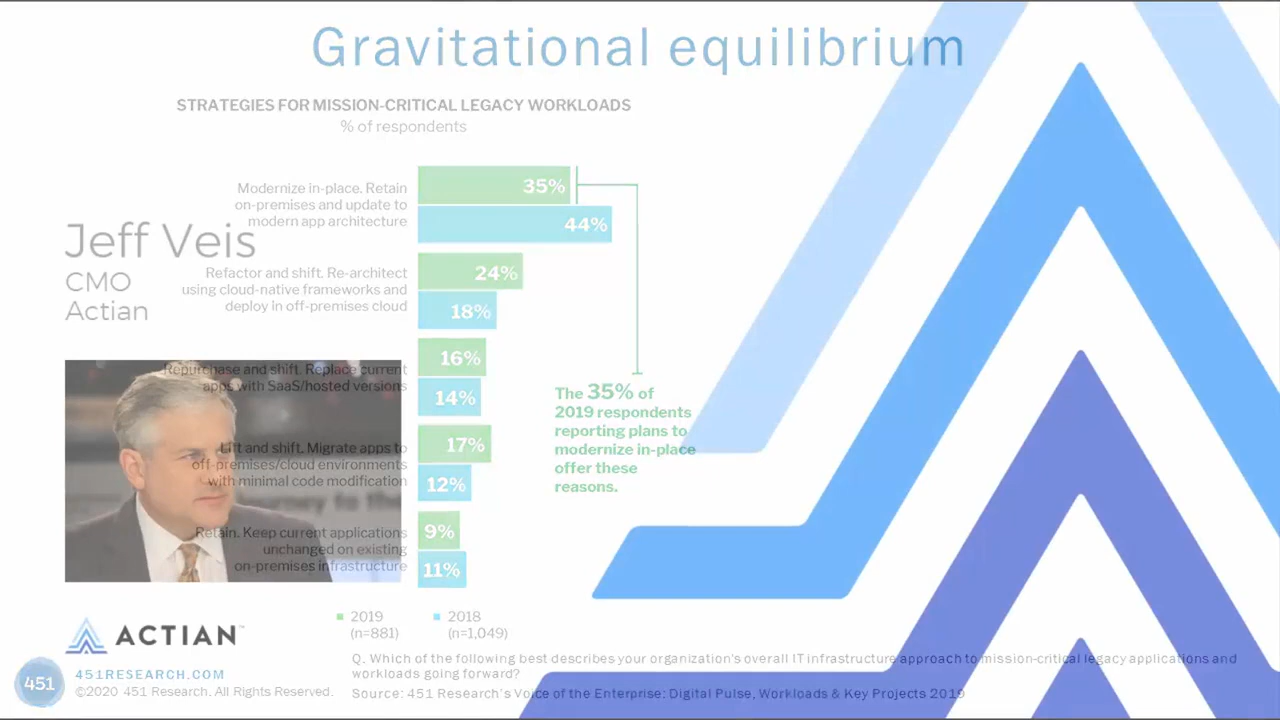 Gravitational equilibrium
STRATEGIES FOR MISSION-CRITICAL LEGACY WORKLOADS
% of respondents
Modernize in-place. Retain
on-premises and update to
modern app architecture
35%
44%
Jeff Veis
CMO
Actian
Refactor and shift. Re-architect
using cloud-native frameworks and
deploy in off-premises cloud
24%
18%
Repurchase and shift. Replace current
apps with SaaS/hosted versions
16%
14%
The 35% of
2019 respondents
reporting plans to
modernize in-place
offer these
reasons.
Lift and shift. Migrate apps to
off-premises/cloud environments
with minimal code modification
17%
12%
journey to the
Retain. Keep current applications
unchanged on existing
on-premises infrastructure
9%
11%
2019
(n=881)
2018
(n=1,049)
ACTIAN™
451
451RESEARCH.COM
©2020 451 Research. All Rights Reserved.
Q. Which of the following best describes your organization's overall IT infrastructure approach to mission-critical legacy applications and
workloads going forward?
Source: 451 Research's Voice of the Enterprise: Digital Pulse, Workloads & Key Projects 2019